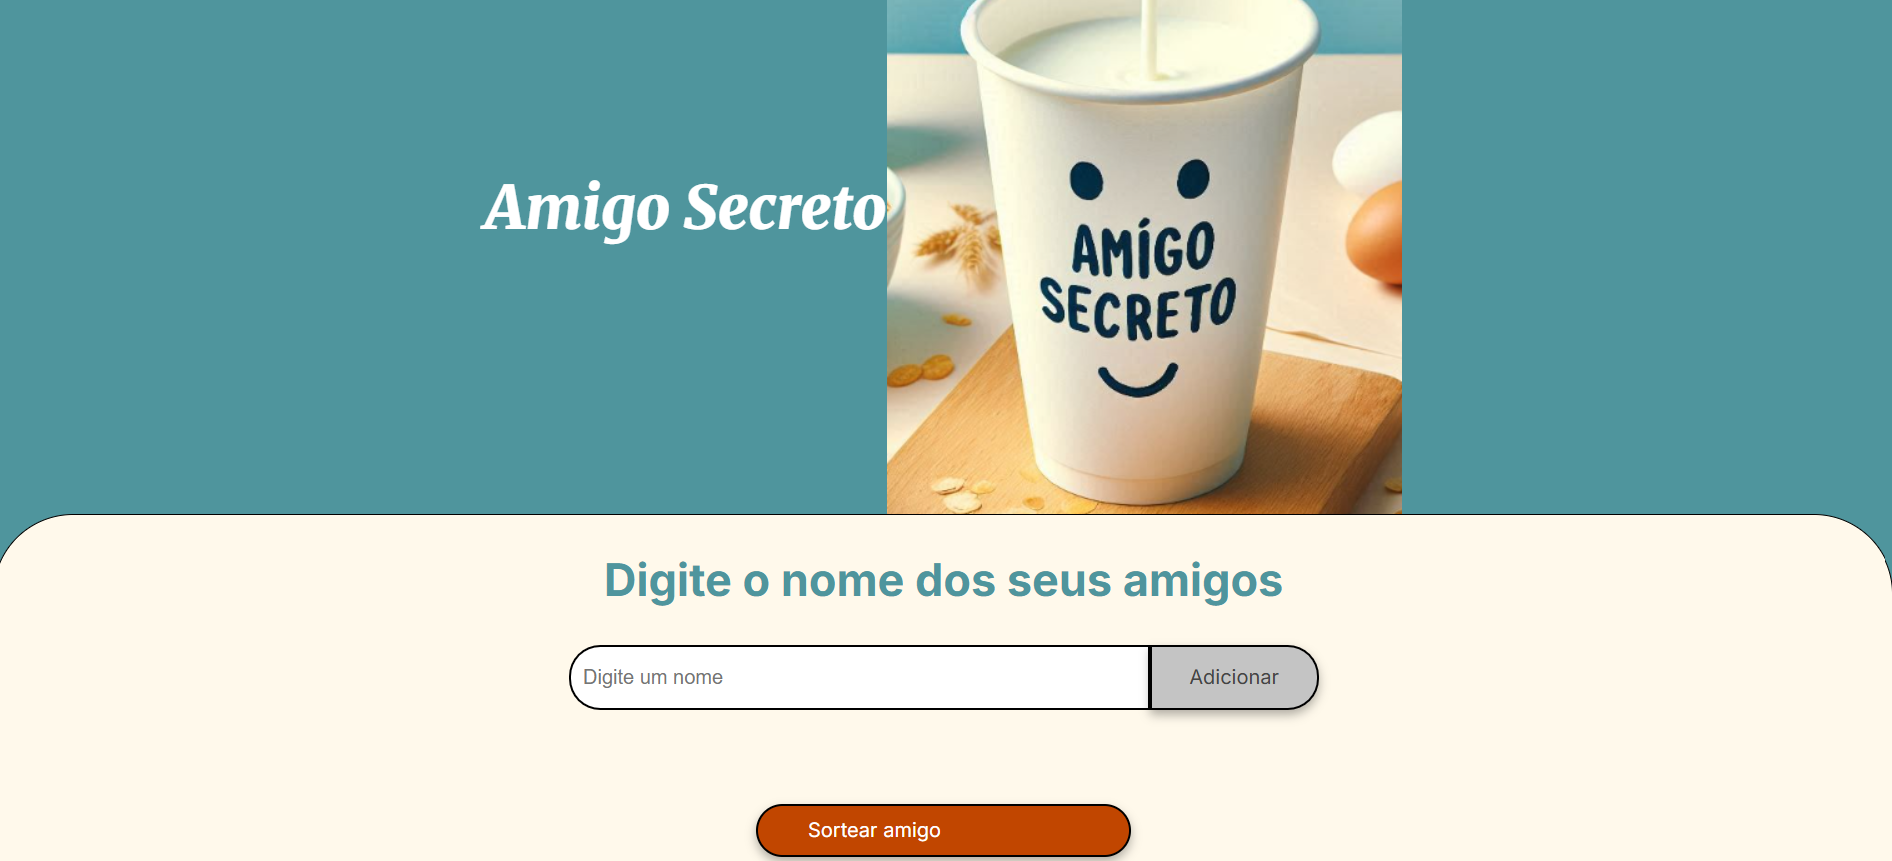 Amigo Secreto
AMÍGO
SECRETO
Digite o nome dos seus amigos
Digite um nome
Adicionar
Sortear amigo